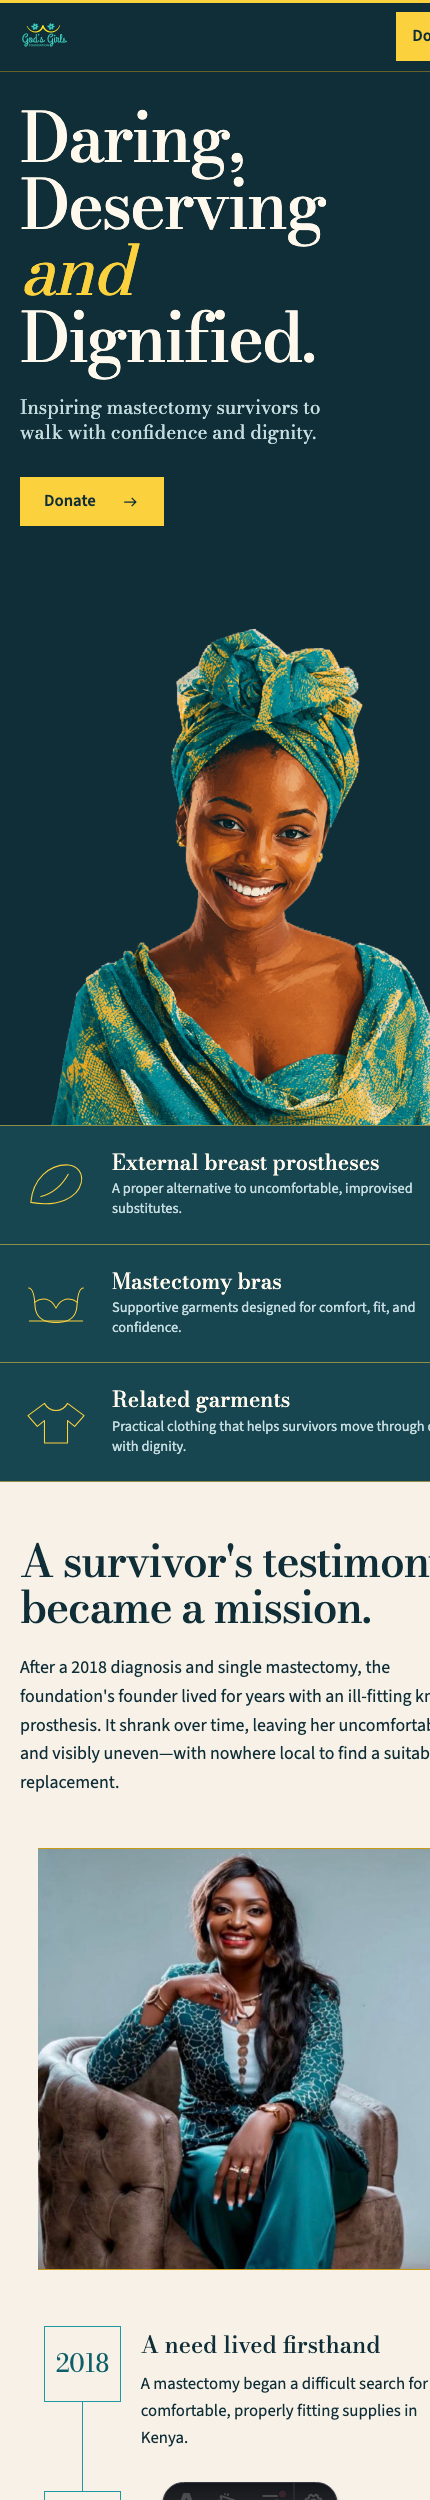 God's Girls
Daring,
Deserving
and
Dignified.
Inspiring mastectomy survivors to
walk with confidence and dignity.
Donate →
External breast prostheses
A proper alternative to uncomfortable, improvised
substitutes.
Mastectomy bras
Supportive garments designed for comfort, fit, and
confidence.
Related garments
Practical clothing that helps survivors move through
with dignity.
A survivor's
became a mission.
After a 2018 diagnosis and single mastectomy, the
foundation's founder lived for years with an ill-fitting
prosthesis. It shrank over time, leaving her
and visibly uneven—with nowhere local to find a
replacement.
2018
A need lived firsthand
A mastectomy began a difficult search for
comfortable, properly fitting supplies in
Kenya.